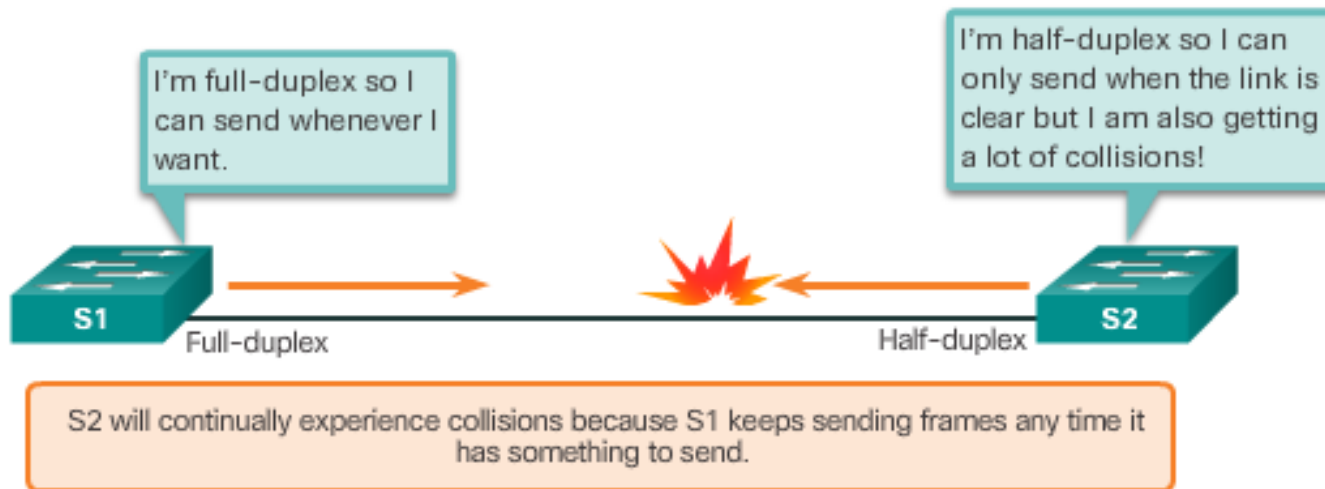 I'm full-duplex so I
can send whenever I
want.
I'm half-duplex so I can
only send when the link is
clear but I am also getting
a lot of collisions!
S1
S2
Full-duplex
Half-duplex
S2 will continually experience collisions because S1 keeps sending frames any time it
has something to send.